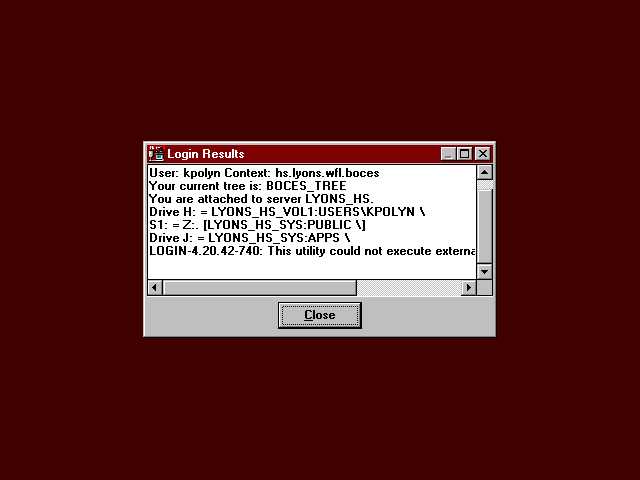 Login Results
User: kpolyn Context: hs.lyons.wfl.boces
Your current tree is: BOCES_TREE
You are attached to server LYONS_HS.
Drive H: = LYONS_HS_VOL1:USERS\KPOLYN \
S1: = Z:. [LYONS_HS_SYS:PUBLIC \]
Drive J: = LYONS_HS_SYS:APPS \
LOGIN-4.20.42-740: This utility could not execute externa
Close